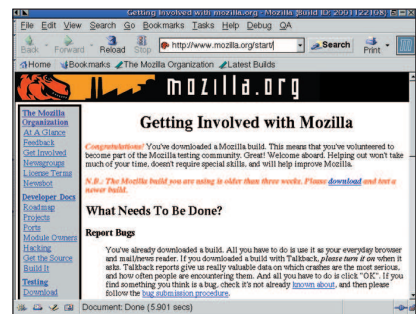 Getting Involved with mozilla.org - Mozilla {Build ID: 2001122108}
File Edit View Search Go Bookmarks Tasks Help Debug QA
Back Forward Reload Stop http://www.mozilla.org/start/ Search Print
Home Bookmarks The Mozilla Organization Latest Builds
mozilla.org
The Mozilla
Organization
At A Glance
Feedback
Get Involved
Newsgroups
License Terms
Newsbot
Developer Docs
Roadmap
Projects
Ports
Module Owners
Hacking
Get the Source
Build It
Testing
Download
Getting Involved with Mozilla
Congratulations! You've downloaded a Mozilla build. This means that you've volunteered to
become part of the Mozilla testing community. Great! Welcome aboard. Helping out won't take
much of your time, doesn't require special skills, and will help improve Mozilla.
N.B.: The Mozilla build you are using is older than three weeks. Please download and test a
newer build.
What Needs To Be Done?
Report Bugs
You've already downloaded a build. All you have to do is use it as your everyday browser
and mail/news reader. If you downloaded a build with Talkback, please turn it on when it
asks. Talkback reports give us really valuable data on which crashes are the most serious,
and how often people are encountering them. And all you have to do is click "OK". If you
find something you think is a bug, check it's not already known about, and then please
follow the bug submission procedure.
Document: Done (5.901 secs)